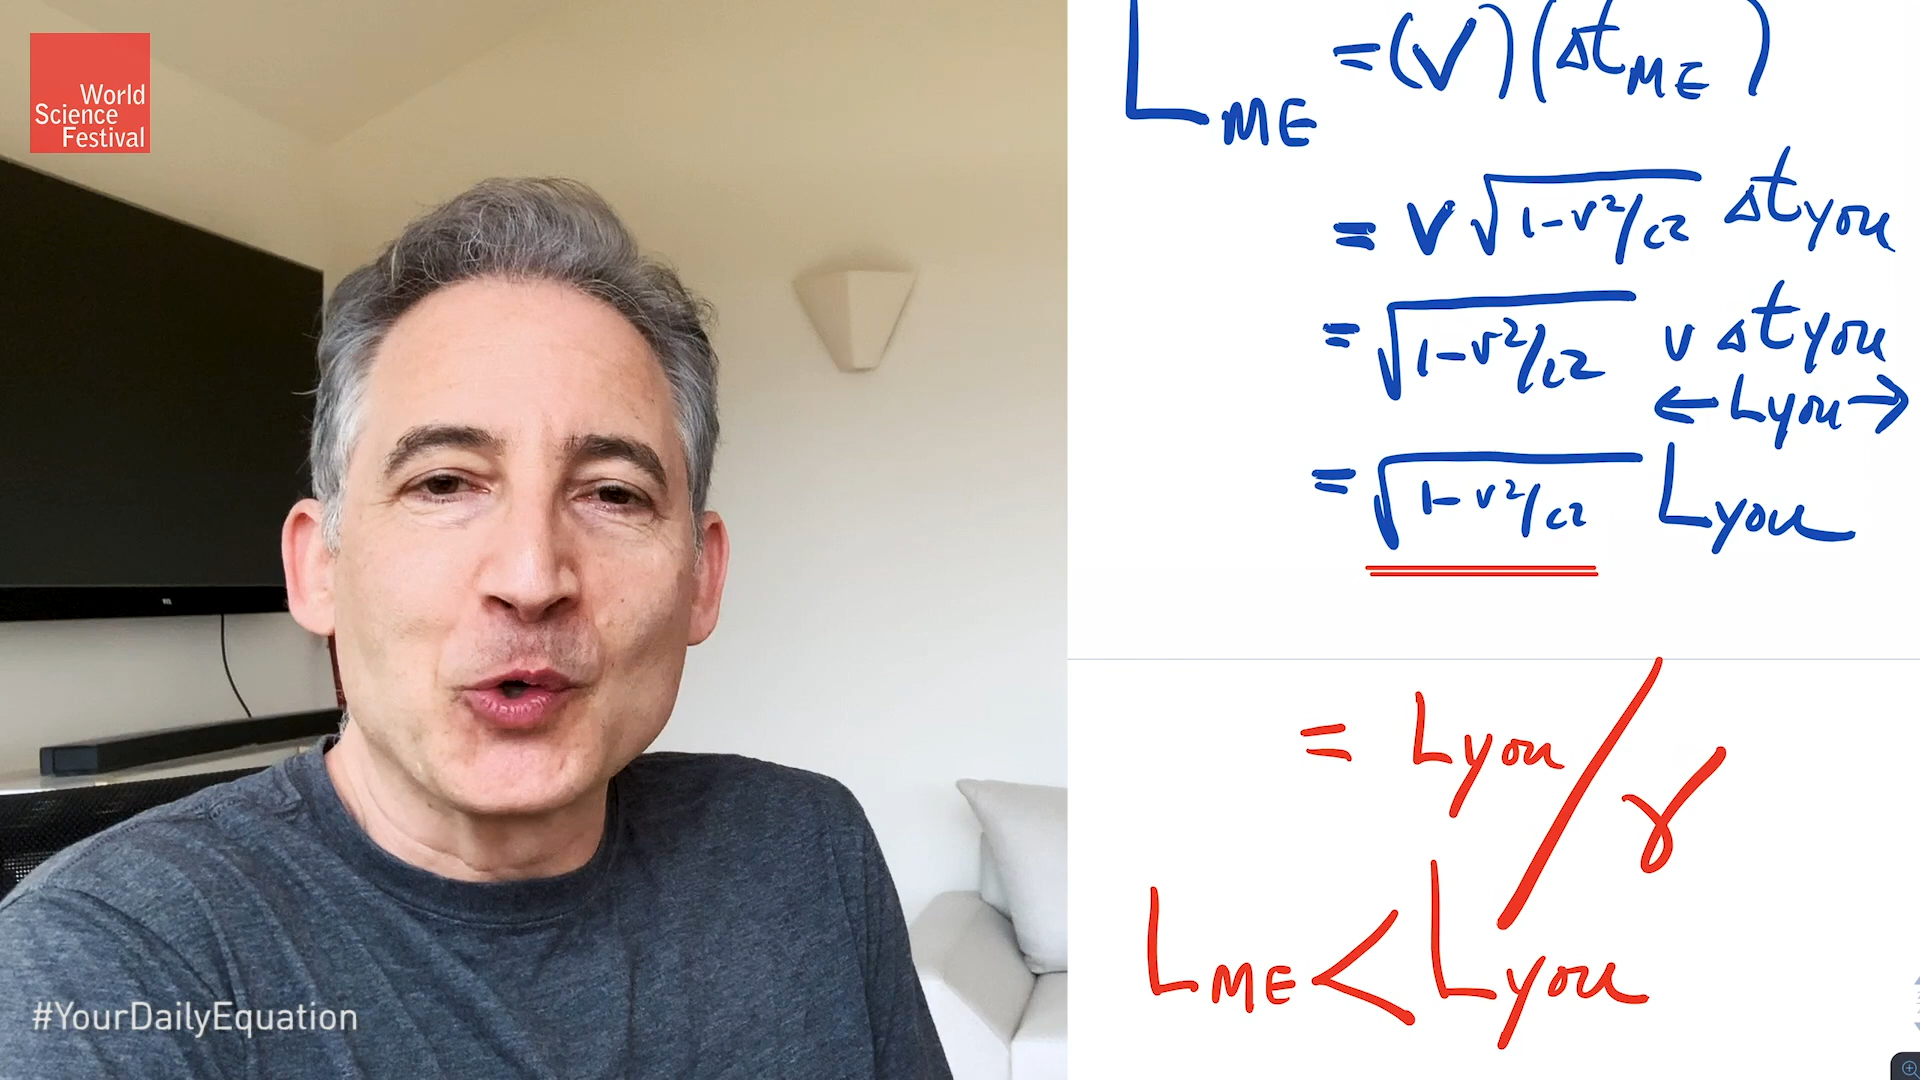 World
Science
Festival
L_ME = (V)(Δt_ME)
= V √(1-v²/c²) Δt_you
= √(1-v²/c²) v Δt_you
← L_you →
= √(1-v²/c²) L_you
= L_you / γ
L_ME < L_you
#YourDailyEquation